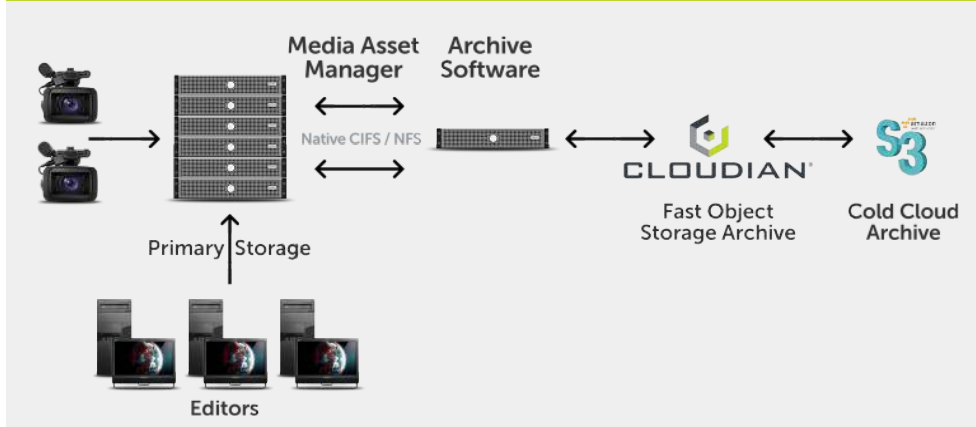 Media Asset
Manager
Archive
Software
Native CIFS / NFS
CLOUDIAN®
S3
Fast Object
Storage Archive
Cold Cloud
Archive
Primary Storage
Editors